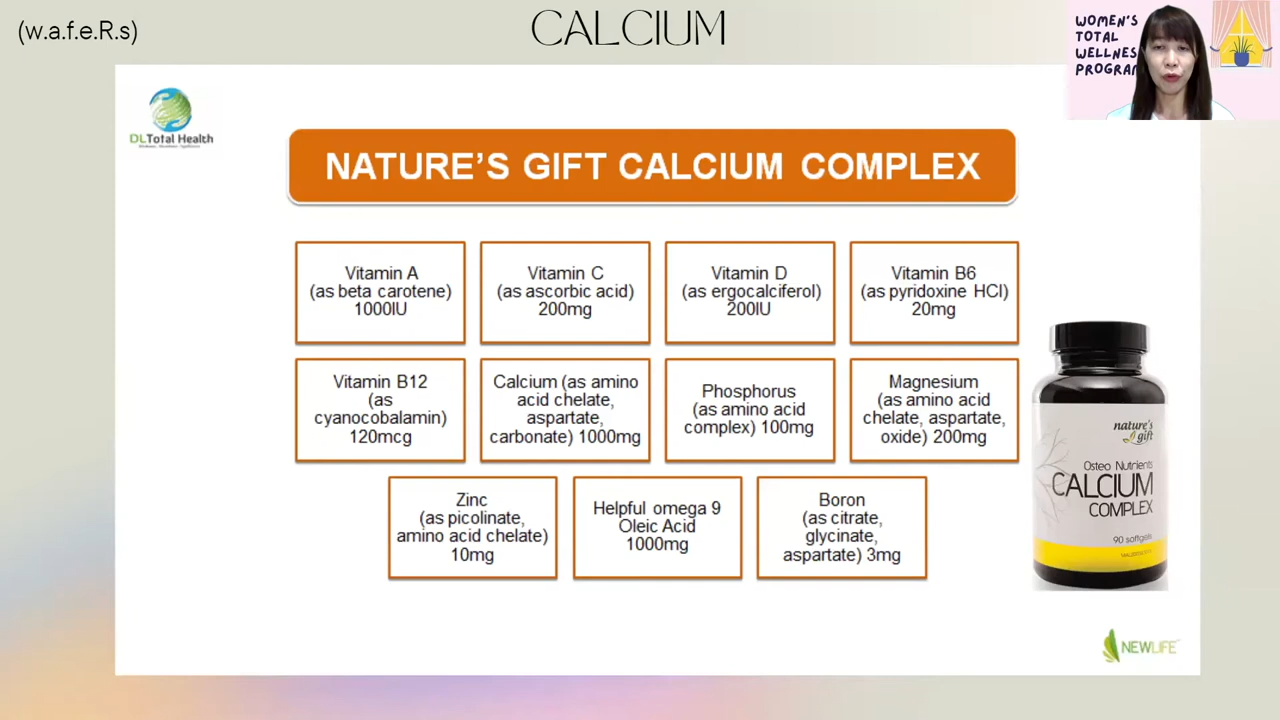 (w.a.f.e.R.s)
CALCIUM
WOMEN'S
TOTAL
WELLNES
PROGRAM
DLTotal Health
NATURE'S GIFT CALCIUM COMPLEX
Vitamin A
(as beta carotene)
1000IU
Vitamin C
(as ascorbic acid)
200mg
Vitamin D
(as ergocalciferol)
200IU
Vitamin B6
(as pyridoxine HCl)
20mg
Vitamin B12
(as
cyanocobalamin)
120mcg
Calcium (as amino
acid chelate,
aspartate,
carbonate) 1000mg
Phosphorus
(as amino acid
complex) 100mg
Magnesium
(as amino acid
chelate, aspartate,
oxide) 200mg
Zinc
(as picolinate,
amino acid chelate)
10mg
Helpful omega 9
Oleic Acid
1000mg
Boron
(as citrate,
glycinate,
aspartate) 3mg
nature's
gift
Osteo Nutrients
CALCIUM
COMPLEX
90 softgels
NEWLIFE